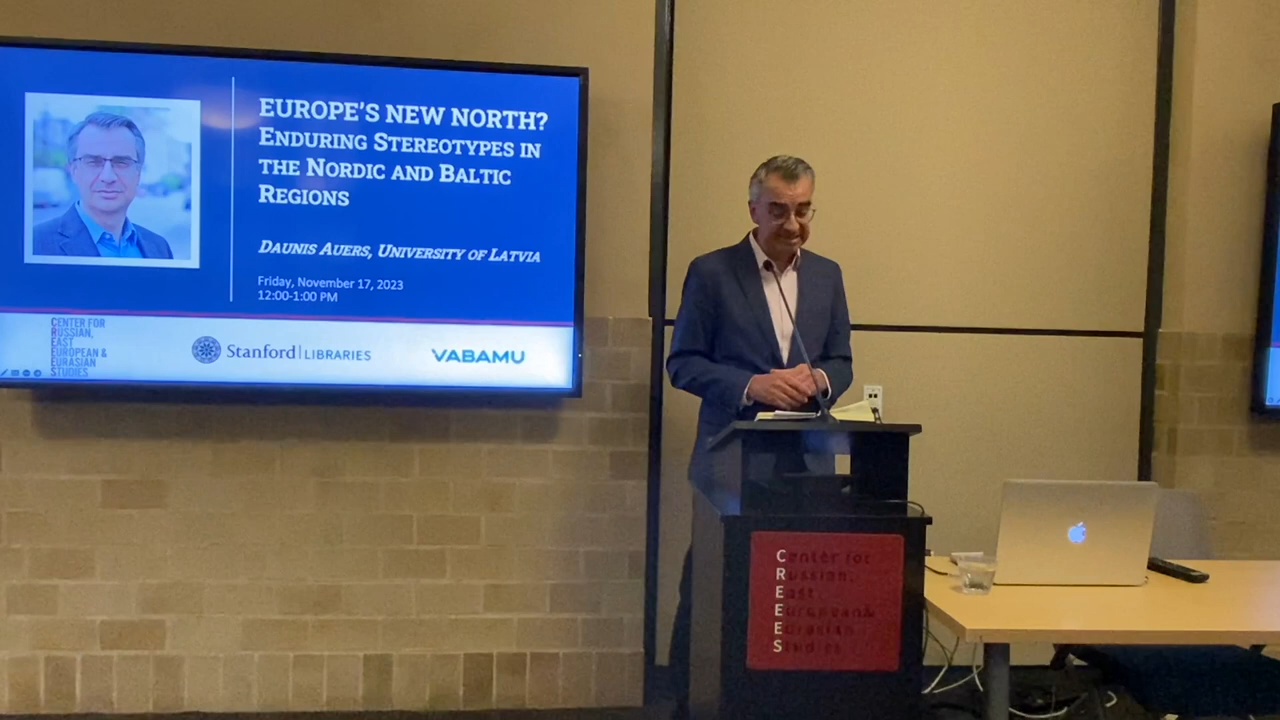 EUROPE'S NEW NORTH?
ENDURING STEREOTYPES IN
THE NORDIC AND BALTIC
REGIONS
DAUNIS AUERS, UNIVERSITY OF LATVIA
Friday, November 17, 2023
12:00-1:00 PM
CENTER FOR
RUSSIAN,
EAST
EUROPEAN &
EURASIAN
STUDIES
Stanford | LIBRARIES
VABAMU
Center for
Russian,
East
European &
Eurasian
Studies